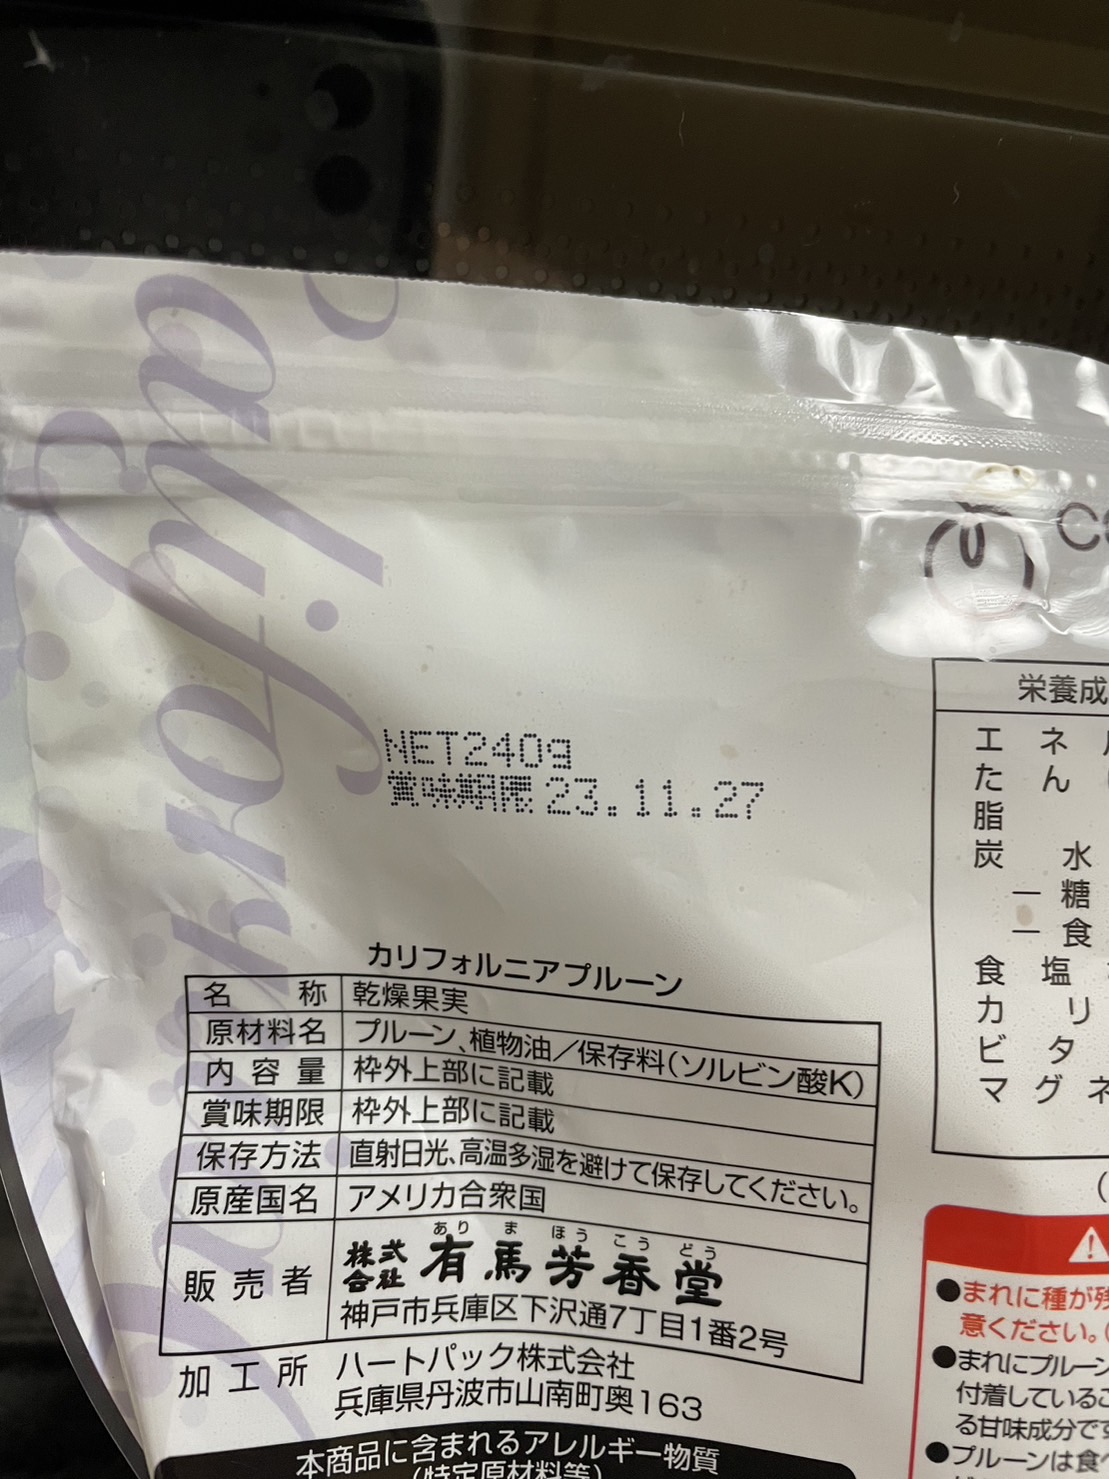 California
NET240g
賞味期限 23.11.27
カリフォルニアプルーン
名称 乾燥果実
原材料名 プルーン、植物油／保存料(ソルビン酸K)
内容量 枠外上部に記載
賞味期限 枠外上部に記載
保存方法 直射日光、高温多湿を避けて保存してください。
原産国名 アメリカ合衆国
あり ま ほう こう どう
販売者 株式会社 有馬芳香堂
神戸市兵庫区下沢通7丁目1番2号
加工所 ハートパック株式会社
兵庫県丹波市山南町奥163
本商品に含まれるアレルギー物質
(特定原材料等)
栄養成
エネル
たん
脂
炭 水
― 糖
― 食
食塩
カリ
ビタ
マグネ
●まれに種が残
意ください。
●まれにプルーン
付着しているこ
る甘味成分です
●プルーンは食べ